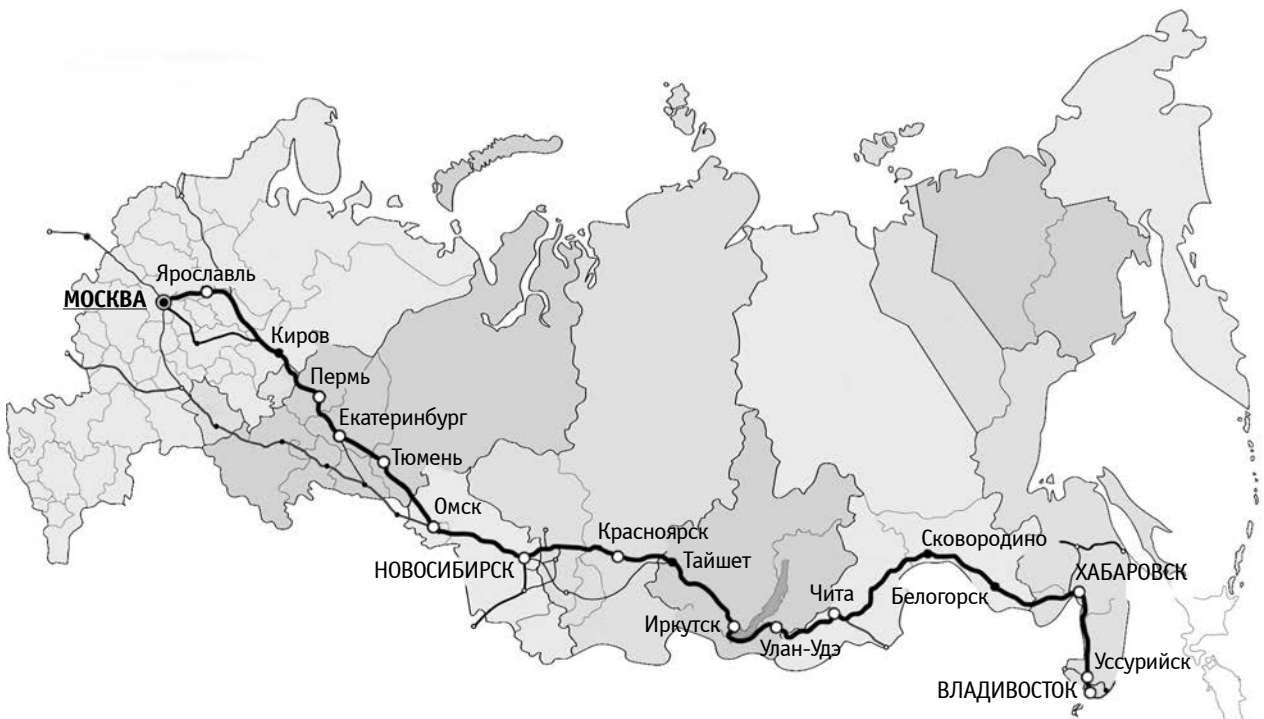 Ярославль
МОСКВА
Киров
Пермь
Екатеринбург
Тюмень
Омск
НОВОСИБИРСК
Красноярск
Тайшет
Иркутск
Улан-Удэ
Чита
Сковородино
Белогорск
ХАБАРОВСК
Уссурийск
ВЛАДИВОСТОК